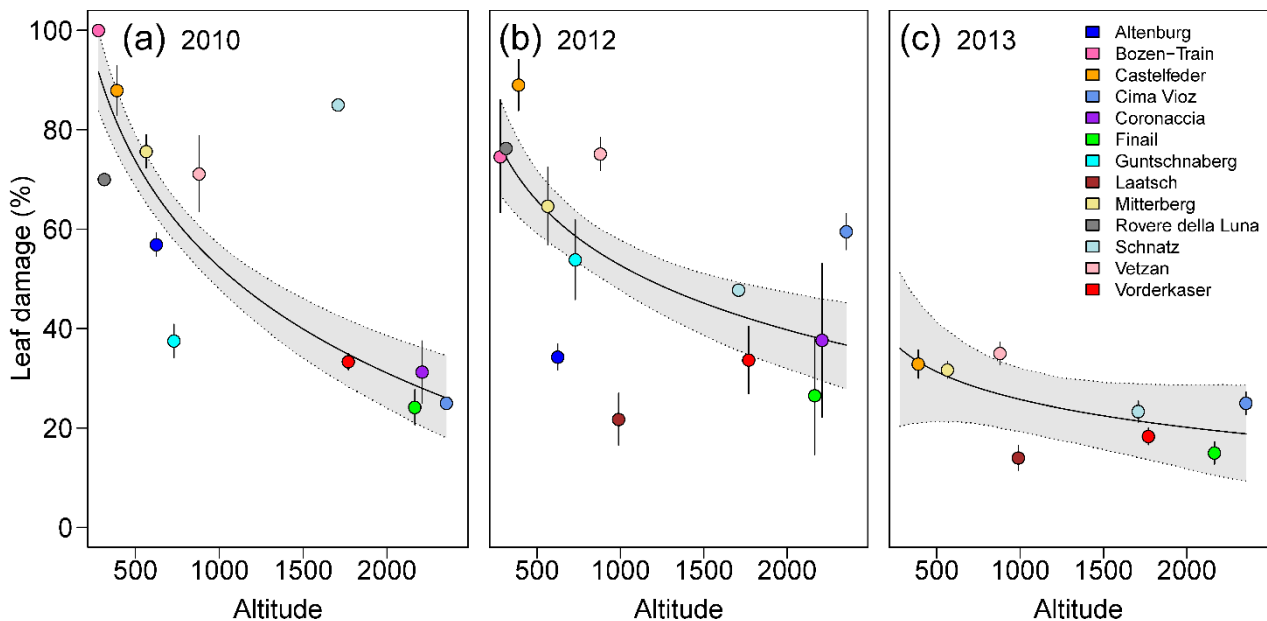 (a) 2010
(b) 2012
(c) 2013
Leaf damage (%)
100
80
60
40
20
0
Altenburg
Bozen−Train
Castelfeder
Cima Vioz
Coronaccia
Finail
Guntschnaberg
Laatsch
Mitterberg
Rovere della Luna
Schnatz
Vetzan
Vorderkaser
500 1000 1500 2000
500 1000 1500 2000
500 1000 1500 2000
Altitude
Altitude
Altitude